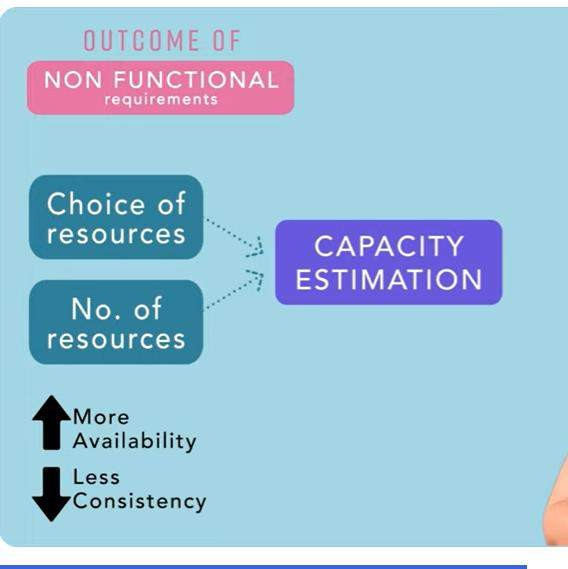 OUTCOME OF
NON FUNCTIONAL
requirements
Choice of
resources
CAPACITY
ESTIMATION
No. of
resources
More
Availability
Less
Consistency